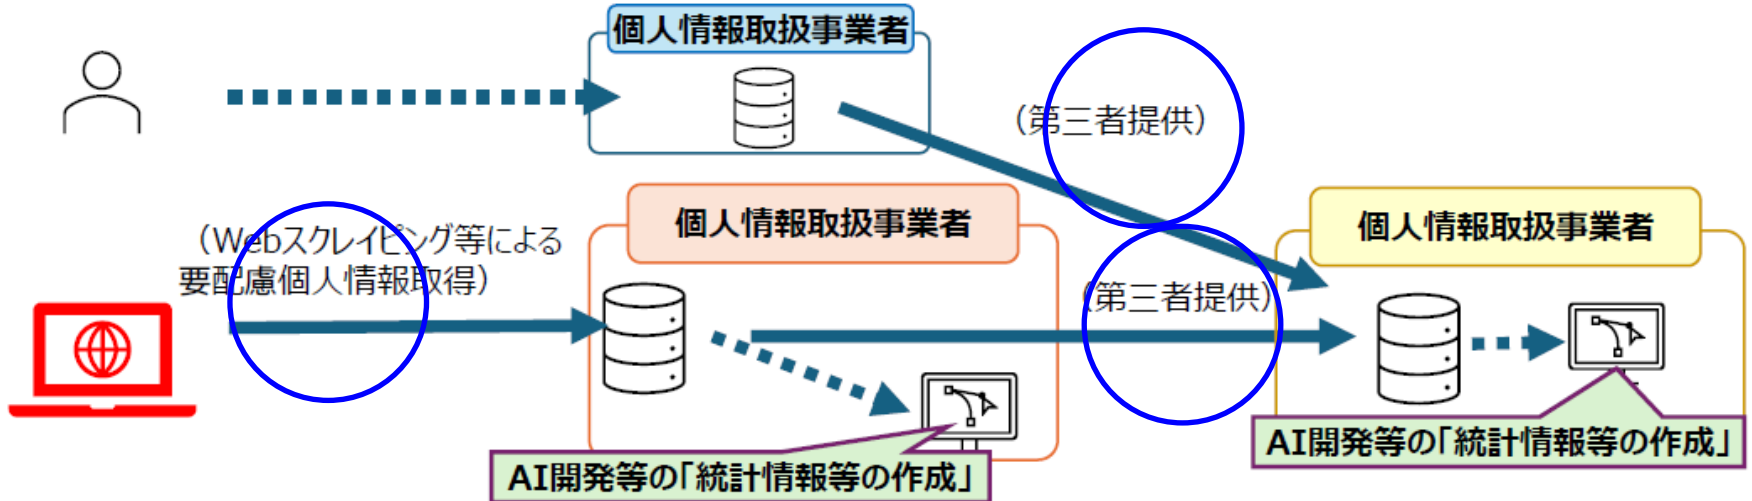 個人情報取扱事業者
（第三者提供）
（Webスクレイピング等による
要配慮個人情報取得）
個人情報取扱事業者
個人情報取扱事業者
（第三者提供）
AI開発等の「統計情報等の作成」
AI開発等の「統計情報等の作成」